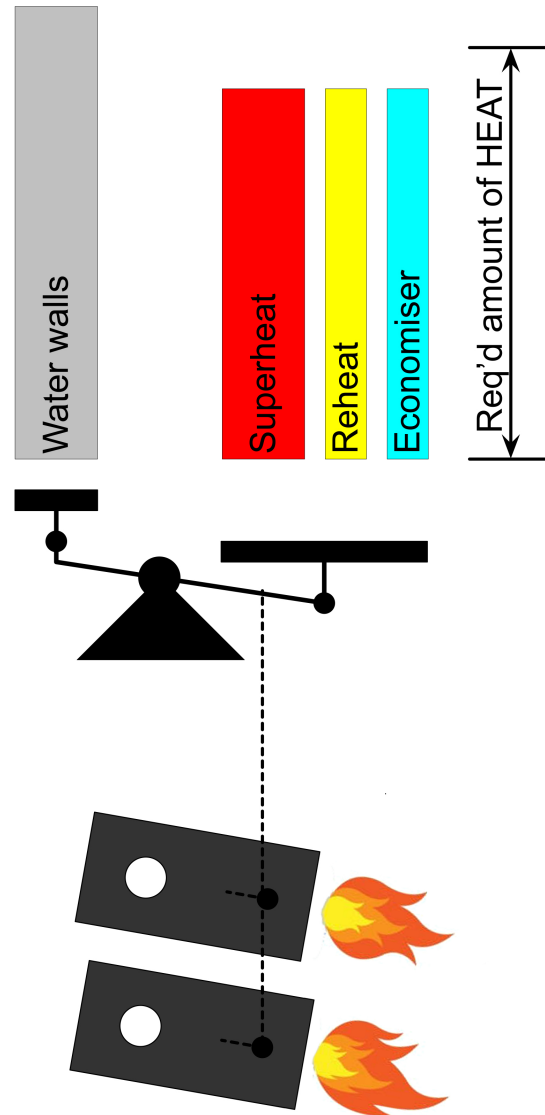 Water walls
Superheat
Reheat
Economiser
Req'd amount of HEAT